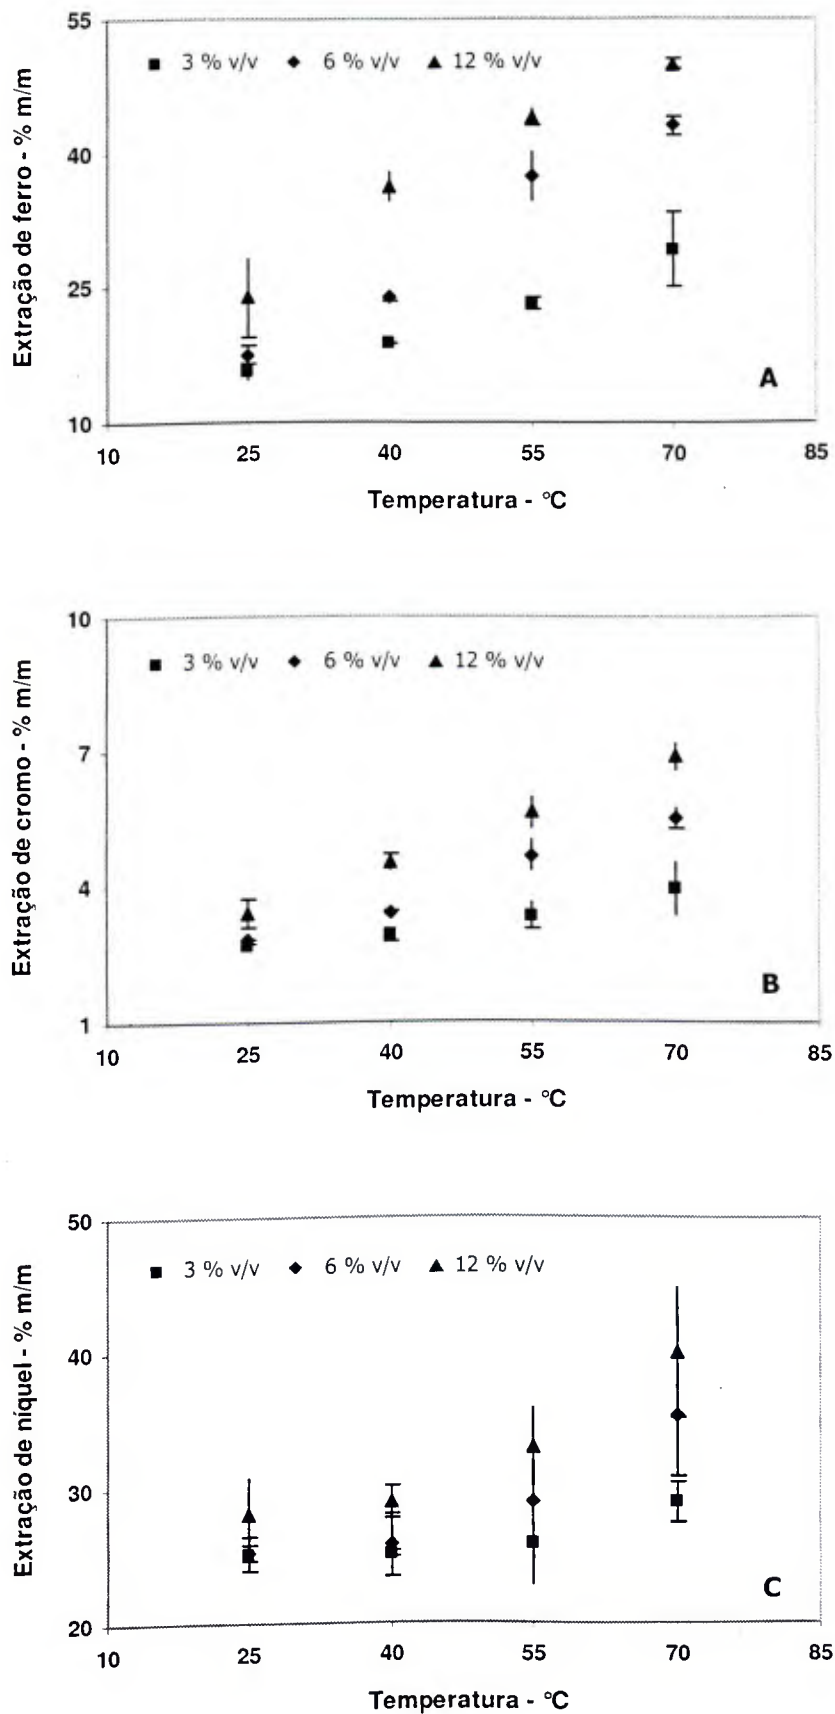 55
■ 3 % v/v ◆ 6 % v/v ▲ 12 % v/v
40
25
10
Extração de ferro - % m/m
A
10 25 40 55 70 85
Temperatura - °C
10
■ 3 % v/v ◆ 6 % v/v ▲ 12 % v/v
7
4
1
Extração de cromo - % m/m
B
10 25 40 55 70 85
Temperatura - °C
50
■ 3 % v/v ◆ 6 % v/v ▲ 12 % v/v
40
30
20
Extração de níquel - % m/m
C
10 25 40 55 70 85
Temperatura - °C